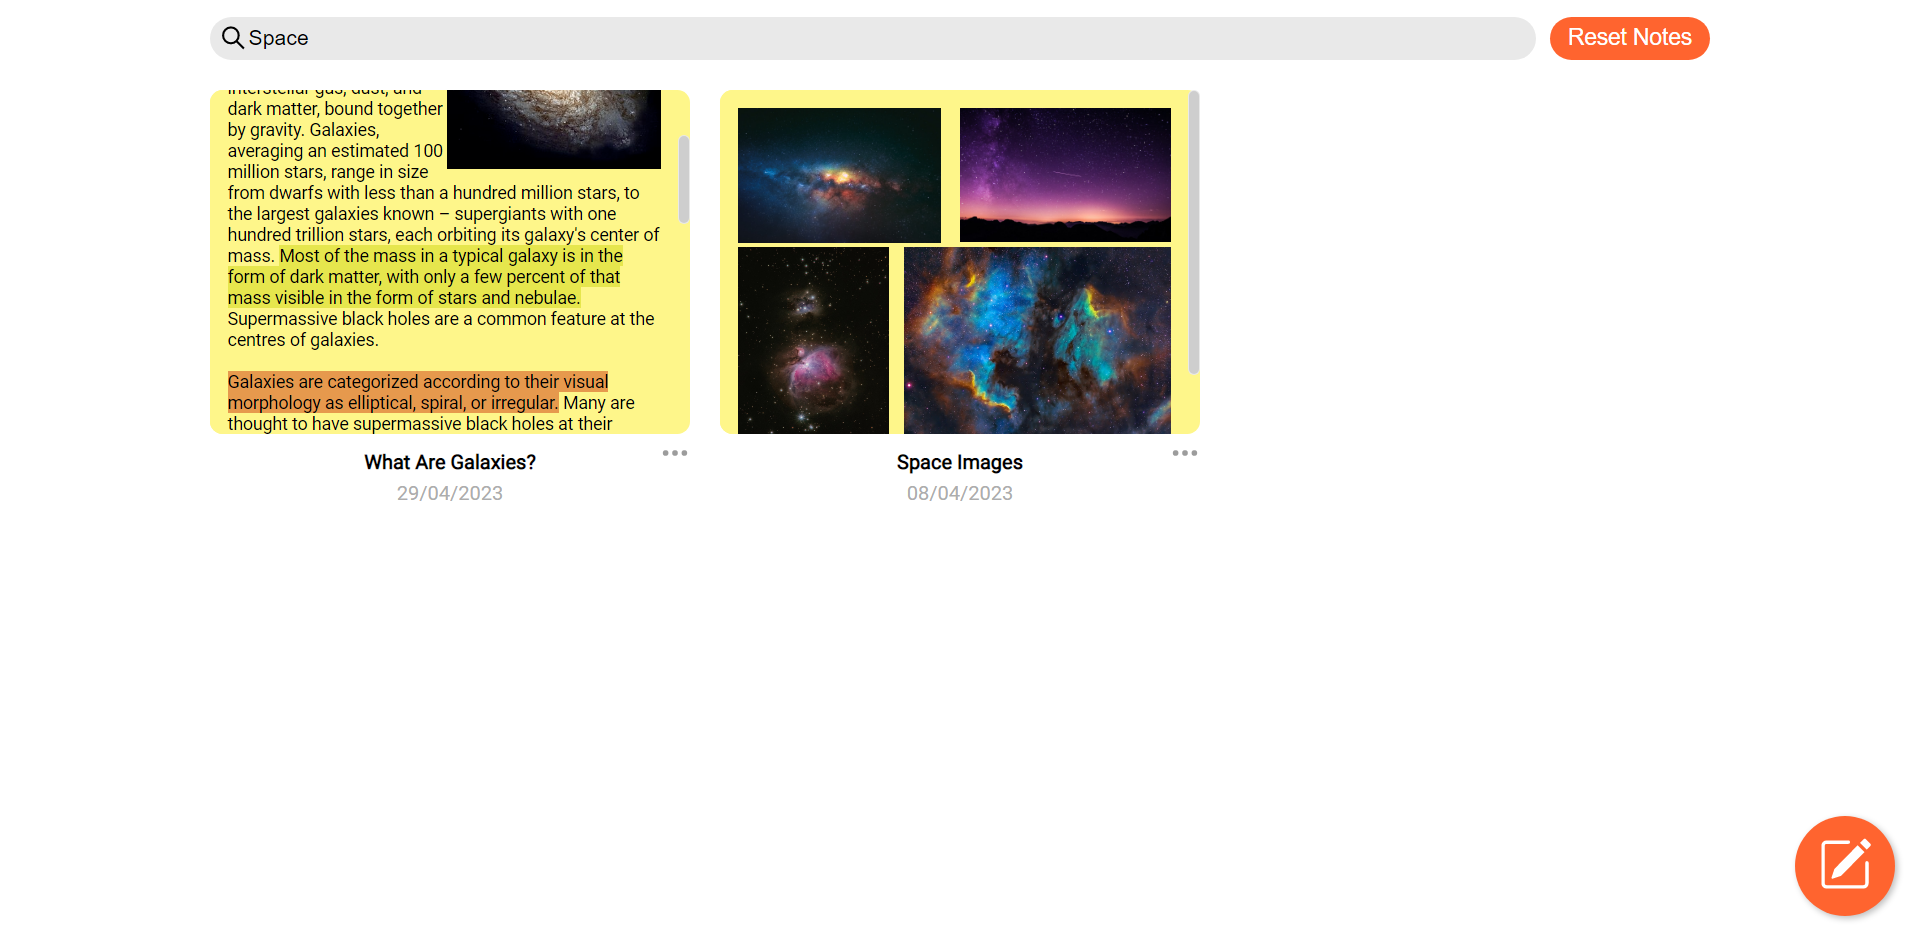 Space
Reset Notes
interstellar gas, dust, and
dark matter, bound together
by gravity. Galaxies,
averaging an estimated 100
million stars, range in size
from dwarfs with less than a hundred million stars, to
the largest galaxies known – supergiants with one
hundred trillion stars, each orbiting its galaxy's center of
mass. Most of the mass in a typical galaxy is in the
form of dark matter, with only a few percent of that
mass visible in the form of stars and nebulae.
Supermassive black holes are a common feature at the
centres of galaxies.
Galaxies are categorized according to their visual
morphology as elliptical, spiral, or irregular. Many are
thought to have supermassive black holes at their
What Are Galaxies?
29/04/2023
Space Images
08/04/2023